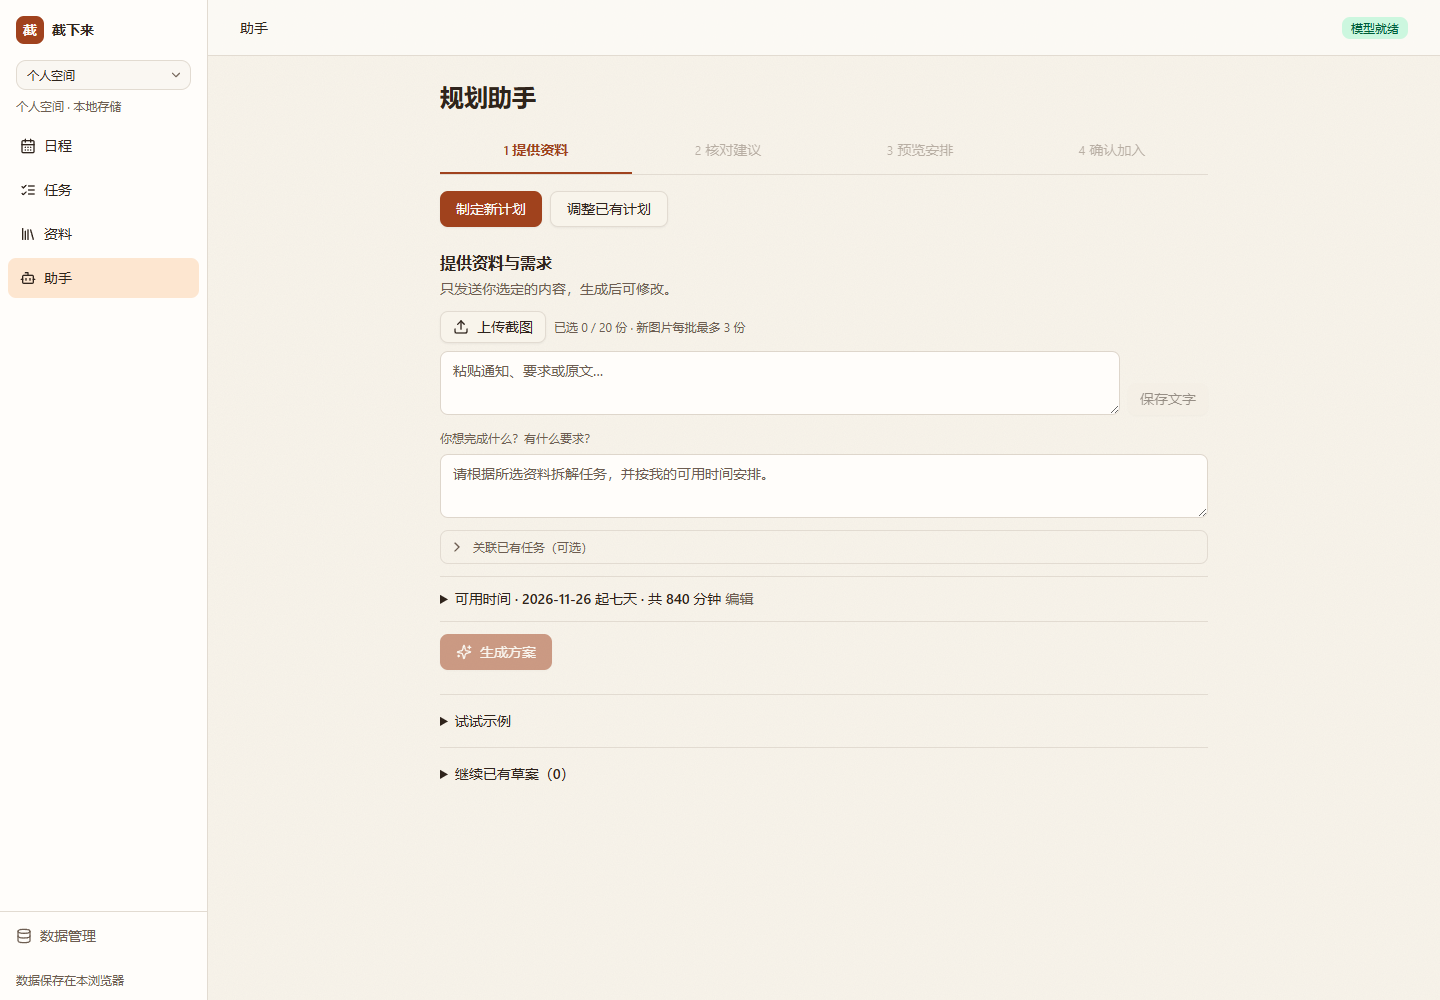 截 截下来
个人空间
个人空间 · 本地存储
日程
任务
资料
助手
数据管理
数据保存在本浏览器
助手
模型就绪
规划助手
1 提供资料
2 核对建议
3 预览安排
4 确认加入
制定新计划
调整已有计划
提供资料与需求
只发送你选定的内容，生成后可修改。
上传截图
已选 0 / 20 份 · 新图片每批最多 3 份
粘贴通知、要求或原文...
保存文字
你想完成什么？有什么要求？
请根据所选资料拆解任务，并按我的可用时间安排。
关联已有任务（可选）
可用时间 · 2026-11-26 起七天 · 共 840 分钟 编辑
生成方案
试试示例
继续已有草案（0）